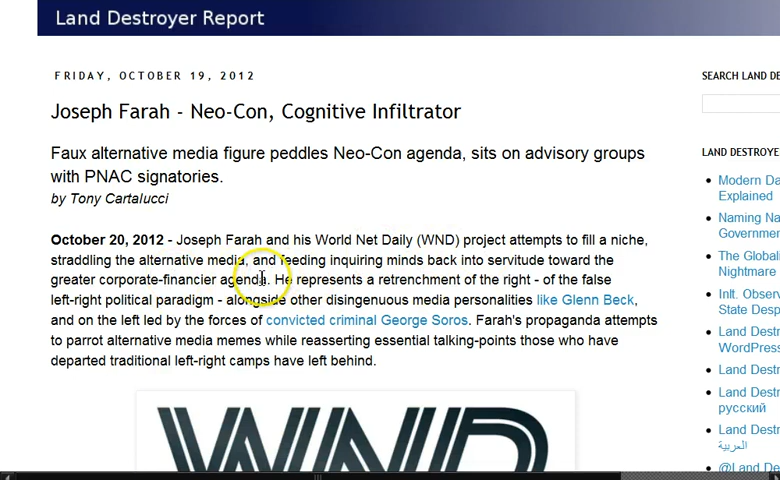 Land Destroyer Report
FRIDAY, OCTOBER 19, 2012
SEARCH LAND
Joseph Farah - Neo-Con, Cognitive Infiltrator
Faux alternative media figure peddles Neo-Con agenda, sits on advisory groups
with PNAC signatories.
by Tony Cartalucci
October 20, 2012 - Joseph Farah and his World Net Daily (WND) project attempts to fill a niche,
straddling the alternative media, and feeding inquiring minds back into servitude toward the
greater corporate-financier agenda. He represents a retrenchment of the right - of the false
left-right political paradigm - alongside other disingenuous media personalities like Glenn Beck,
and on the left led by the forces of convicted criminal George Soros. Farah's propaganda attempts
to parrot alternative media memes while reasserting essential talking-points those who have
departed traditional left-right camps have left behind.
WND
LAND DESTROYE
Modern Da
Explained
Naming Na
Governme
The Globali
Nightmare
Inlt. Observ
State Desp
Land Destr
WordPress
Land Destr
Land Destr
русский
Land Destr
العربية
@Land De